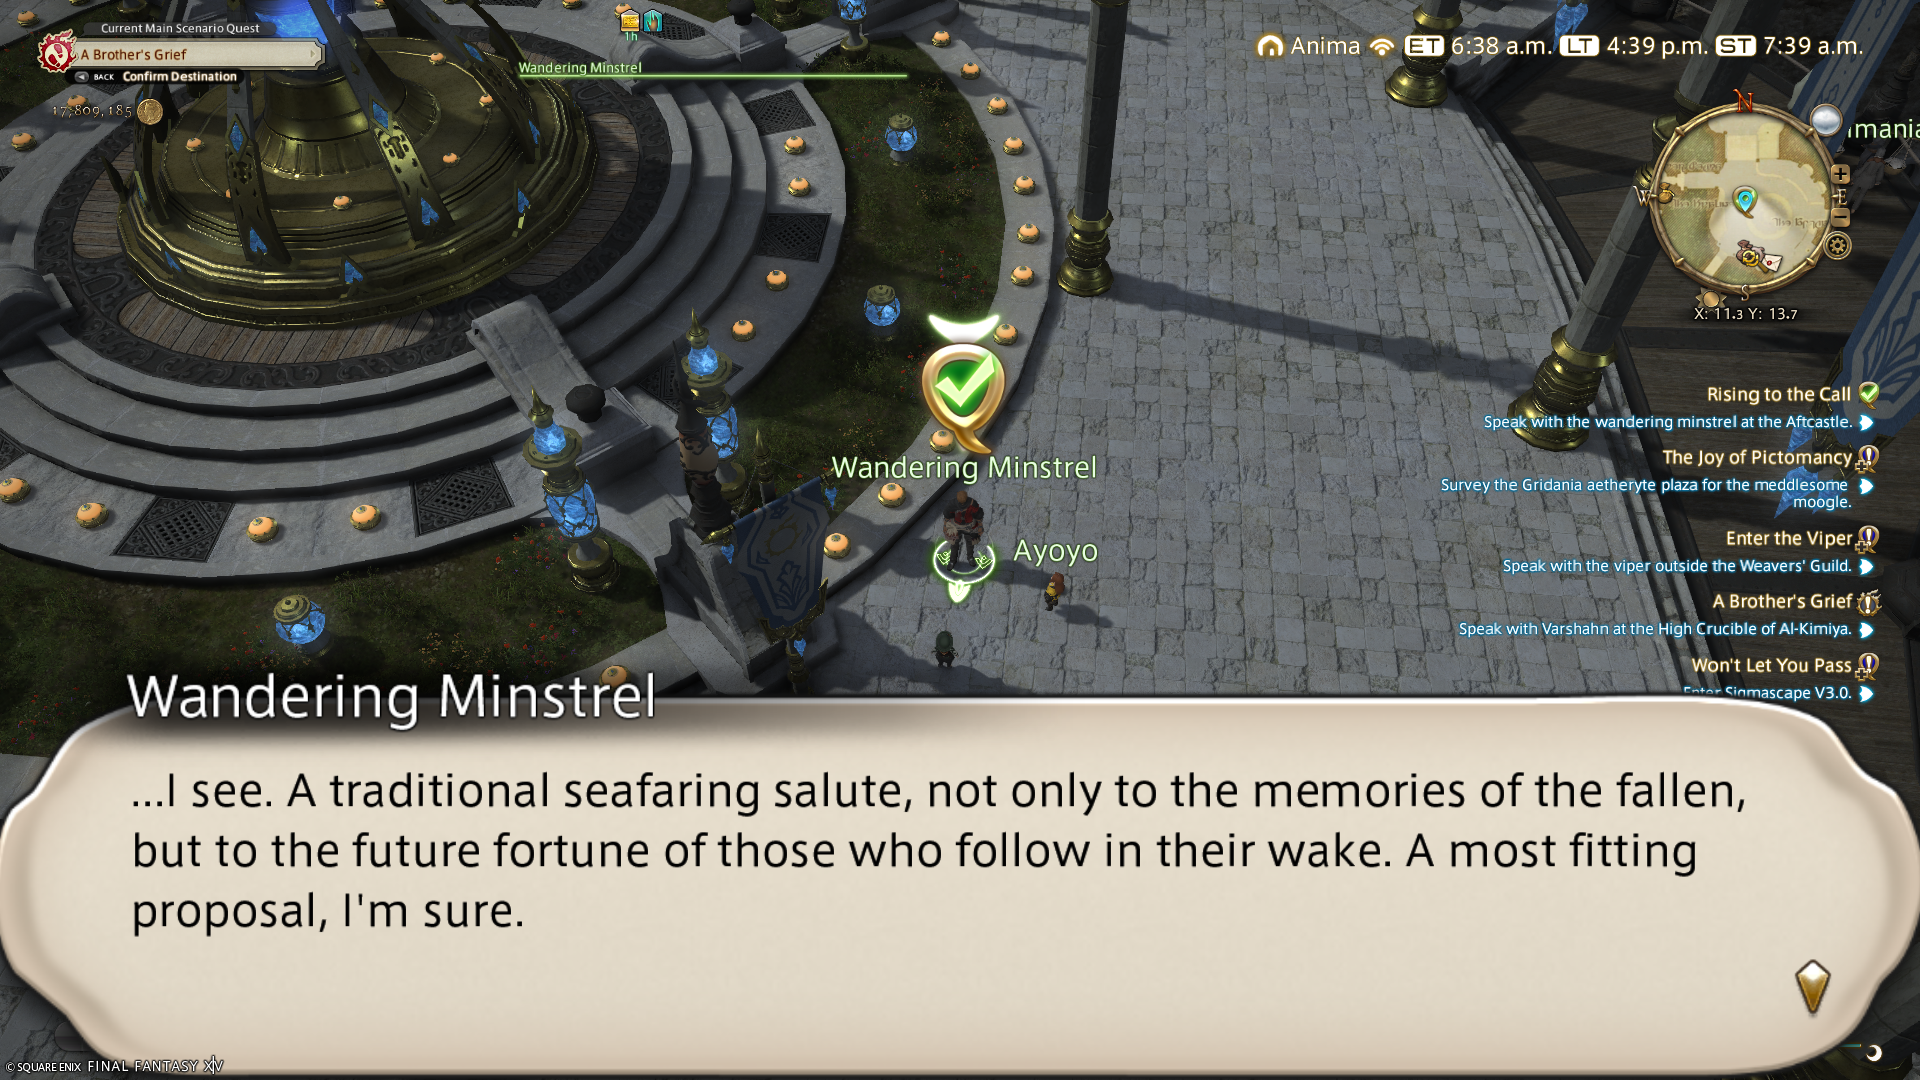 Current Main Scenario Quest
A Brother's Grief
BACK Confirm Destination
17,809,185
1h
Wandering Minstrel
Anima ET 6:38 a.m. LT 4:39 p.m. ST 7:39 a.m.
N
W
E
S
X: 11.3 Y: 13.7
Rising to the Call
Speak with the wandering minstrel at the Aftcastle.
The Joy of Pictomancy
Survey the Gridania aetheryte plaza for the meddlesome
moogle.
Enter the Viper
Speak with the viper outside the Weavers' Guild.
A Brother's Grief
Speak with Varshahn at the High Crucible of Al-Kimiya.
Won't Let You Pass
Enter Sigmascape V3.0.
Wandering Minstrel
Ayoyo
Wandering Minstrel
...I see. A traditional seafaring salute, not only to the memories of the fallen,
but to the future fortune of those who follow in their wake. A most fitting
proposal, I'm sure.
© SQUARE ENIX FINAL FANTASY XIV